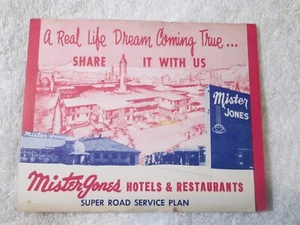 A Real Life Dream Coming True...
SHARE IT WITH US
Mister
JONES
Mister Jones HOTELS & RESTAURANTS
SUPER ROAD SERVICE PLAN